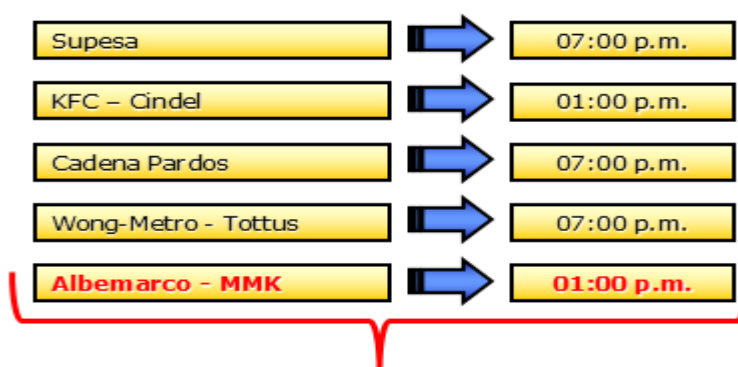 Supesa 07:00 p.m.
KFC – Cindel 01:00 p.m.
Cadena Pardos 07:00 p.m.
Wong-Metro - Tottus 07:00 p.m.
Albemarco - MMK 01:00 p.m.